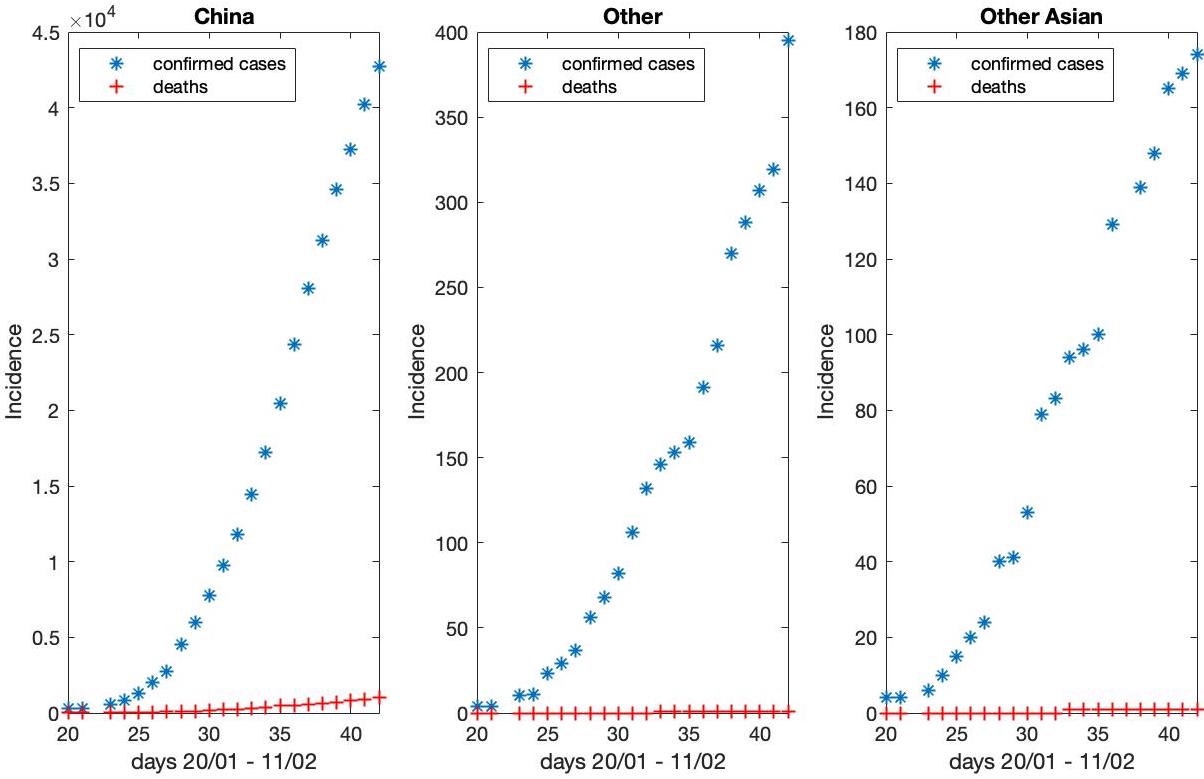 China
×10⁴
confirmed cases
deaths
4.5
4
3.5
3
2.5
2
1.5
1
0.5
0
20 25 30 35 40
Incidence
days 20/01 - 11/02
Other
confirmed cases
deaths
400
350
300
250
200
150
100
50
0
20 25 30 35 40
Incidence
days 20/01 - 11/02
Other Asian
confirmed cases
deaths
180
160
140
120
100
80
60
40
20
0
20 25 30 35 40
Incidence
days 20/01 - 11/02